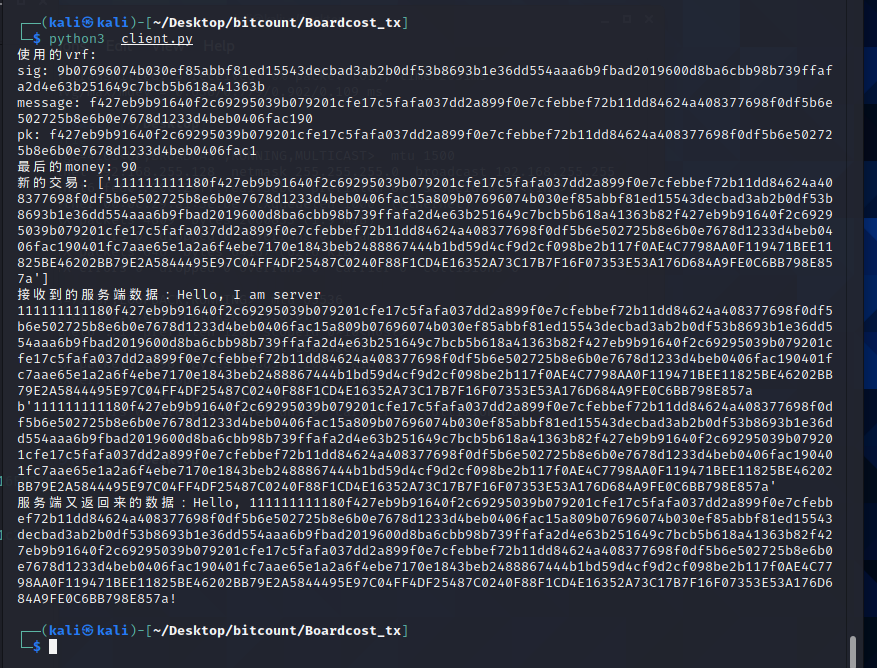 ┌──(kali㉿kali)-[~/Desktop/bitcount/Boardcost_tx]
└─$ python3 client.py
使用的vrf:
sig: 9b07696074b030ef85abbf81ed15543decbad3ab2b0df53b8693b1e36dd554aaa6b9fbad2019600d8ba6cbb98b739ffaf
a2d4e63b251649c7bcb5b618a41363b
message: f427eb9b91640f2c69295039b079201cfe17c5fafa037dd2a899f0e7cfebbef72b11dd84624a408377698f0df5b6e
502725b8e6b0e7678d1233d4beb0406fac190
pk: f427eb9b91640f2c69295039b079201cfe17c5fafa037dd2a899f0e7cfebbef72b11dd84624a408377698f0df5b6e50272
5b8e6b0e7678d1233d4beb0406fac1
最后的money: 90
新的交易: ['111111111180f427eb9b91640f2c69295039b079201cfe17c5fafa037dd2a899f0e7cfebbef72b11dd84624a40
8377698f0df5b6e502725b8e6b0e7678d1233d4beb0406fac15a809b07696074b030ef85abbf81ed15543decbad3ab2b0df53b
8693b1e36dd554aaa6b9fbad2019600d8ba6cbb98b739ffafa2d4e63b251649c7bcb5b618a41363b82f427eb9b91640f2c6929
5039b079201cfe17c5fafa037dd2a899f0e7cfebbef72b11dd84624a408377698f0df5b6e502725b8e6b0e7678d1233d4beb04
06fac190401fc7aae65e1a2a6f4ebe7170e1843beb2488867444b1bd59d4cf9d2cf098be2b117f0AE4C7798AA0F119471BEE11
825BE46202BB79E2A5844495E97C04FF4DF25487C0240F88F1CD4E16352A73C17B7F16F07353E53A176D684A9FE0C6BB798E85
7a']
接收到的服务端数据：Hello, I am server
111111111180f427eb9b91640f2c69295039b079201cfe17c5fafa037dd2a899f0e7cfebbef72b11dd84624a408377698f0df5
b6e502725b8e6b0e7678d1233d4beb0406fac15a809b07696074b030ef85abbf81ed15543decbad3ab2b0df53b8693b1e36dd5
54aaa6b9fbad2019600d8ba6cbb98b739ffafa2d4e63b251649c7bcb5b618a41363b82f427eb9b91640f2c69295039b079201c
fe17c5fafa037dd2a899f0e7cfebbef72b11dd84624a408377698f0df5b6e502725b8e6b0e7678d1233d4beb0406fac190401f
c7aae65e1a2a6f4ebe7170e1843beb2488867444b1bd59d4cf9d2cf098be2b117f0AE4C7798AA0F119471BEE11825BE46202BB
79E2A5844495E97C04FF4DF25487C0240F88F1CD4E16352A73C17B7F16F07353E53A176D684A9FE0C6BB798E857a
b'111111111180f427eb9b91640f2c69295039b079201cfe17c5fafa037dd2a899f0e7cfebbef72b11dd84624a408377698f0d
f5b6e502725b8e6b0e7678d1233d4beb0406fac15a809b07696074b030ef85abbf81ed15543decbad3ab2b0df53b8693b1e36d
d554aaa6b9fbad2019600d8ba6cbb98b739ffafa2d4e63b251649c7bcb5b618a41363b82f427eb9b91640f2c69295039b07920
1cfe17c5fafa037dd2a899f0e7cfebbef72b11dd84624a408377698f0df5b6e502725b8e6b0e7678d1233d4beb0406fac19040
1fc7aae65e1a2a6f4ebe7170e1843beb2488867444b1bd59d4cf9d2cf098be2b117f0AE4C7798AA0F119471BEE11825BE46202
BB79E2A5844495E97C04FF4DF25487C0240F88F1CD4E16352A73C17B7F16F07353E53A176D684A9FE0C6BB798E857a'
服务端又返回来的数据：Hello, 111111111180f427eb9b91640f2c69295039b079201cfe17c5fafa037dd2a899f0e7cfebb
ef72b11dd84624a408377698f0df5b6e502725b8e6b0e7678d1233d4beb0406fac15a809b07696074b030ef85abbf81ed15543
decbad3ab2b0df53b8693b1e36dd554aaa6b9fbad2019600d8ba6cbb98b739ffafa2d4e63b251649c7bcb5b618a41363b82f42
7eb9b91640f2c69295039b079201cfe17c5fafa037dd2a899f0e7cfebbef72b11dd84624a408377698f0df5b6e502725b8e6b0
e7678d1233d4beb0406fac190401fc7aae65e1a2a6f4ebe7170e1843beb2488867444b1bd59d4cf9d2cf098be2b117f0AE4C77
98AA0F119471BEE11825BE46202BB79E2A5844495E97C04FF4DF25487C0240F88F1CD4E16352A73C17B7F16F07353E53A176D6
84A9FE0C6BB798E857a!
┌──(kali㉿kali)-[~/Desktop/bitcount/Boardcost_tx]
└─$